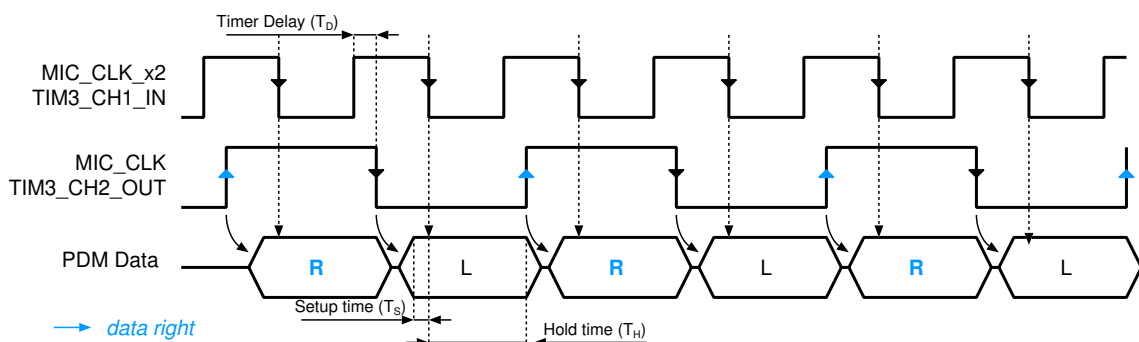 Timer Delay (TD)
MIC_CLK_x2
TIM3_CH1_IN
MIC_CLK
TIM3_CH2_OUT
PDM Data
R
L
R
L
R
L
Setup time (TS)
Hold time (TH)
data right